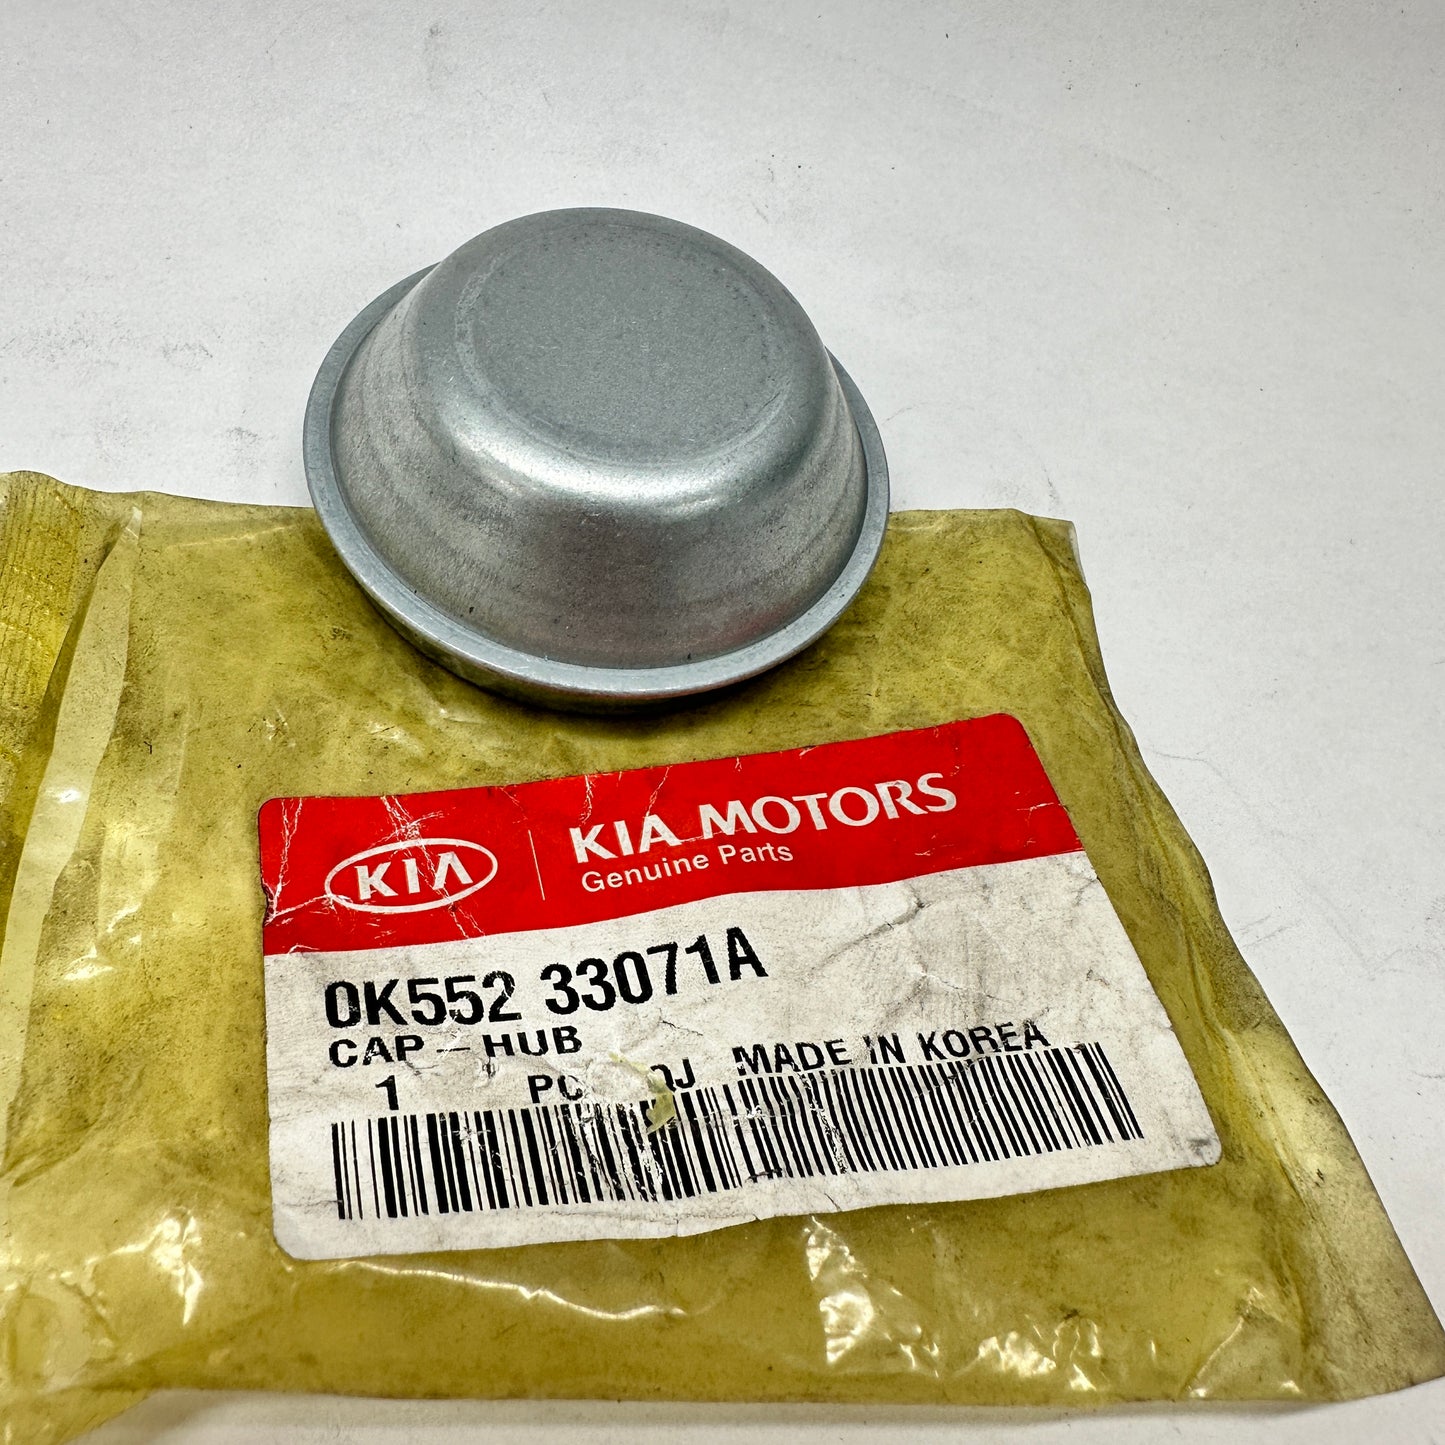 KIA
KIA MOTORS
Genuine Parts
0K552 33071A
CAP-HUB
1 MADE IN KOREA